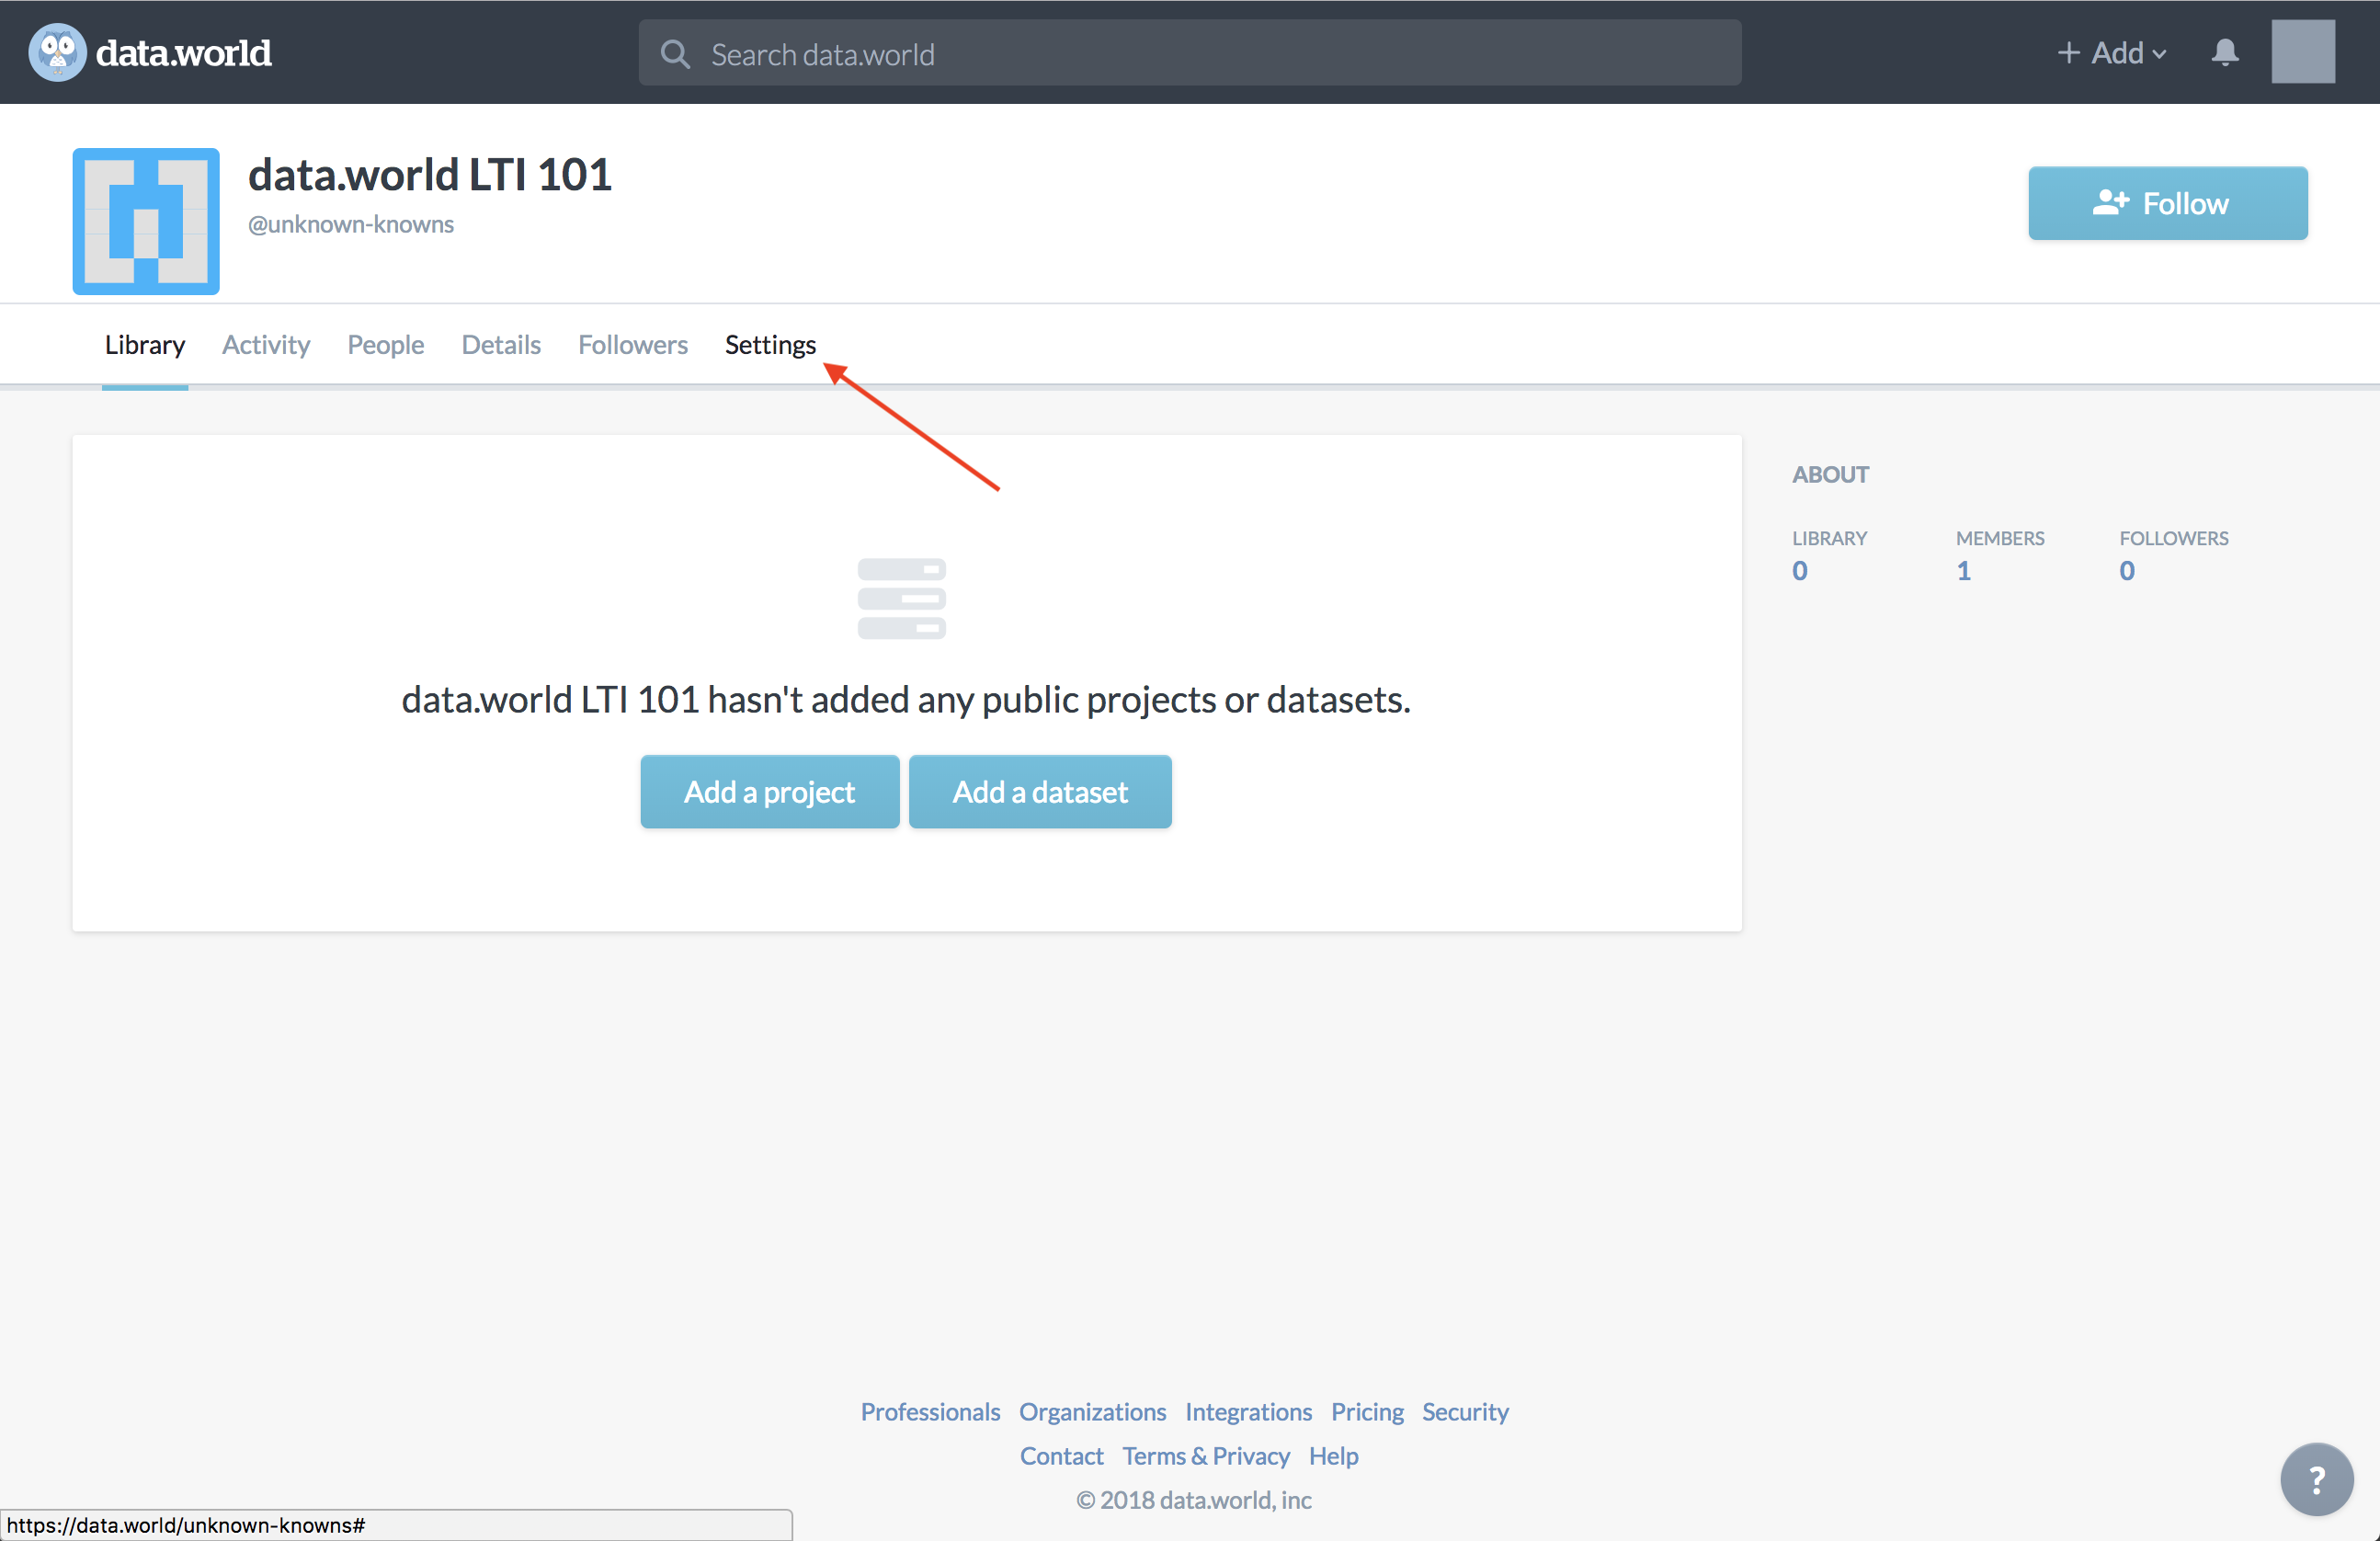 data.world
Search data.world
+ Add
data.world LTI 101
@unknown-knowns
Follow
Library Activity People Details Followers Settings
ABOUT
LIBRARY MEMBERS FOLLOWERS
0 1 0
data.world LTI 101 hasn't added any public projects or datasets.
Add a project Add a dataset
Professionals Organizations Integrations Pricing Security
Contact Terms & Privacy Help
© 2018 data.world, inc
?
https://data.world/unknown-knowns#